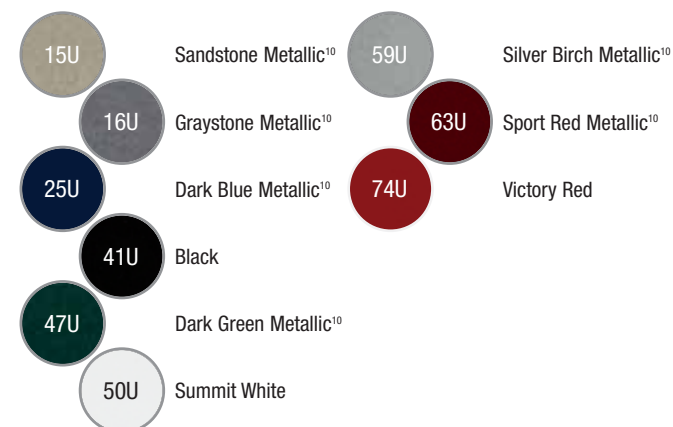 15U Sandstone Metallic¹⁰
16U Graystone Metallic¹⁰
25U Dark Blue Metallic¹⁰
41U Black
47U Dark Green Metallic¹⁰
50U Summit White
59U Silver Birch Metallic¹⁰
63U Sport Red Metallic¹⁰
74U Victory Red